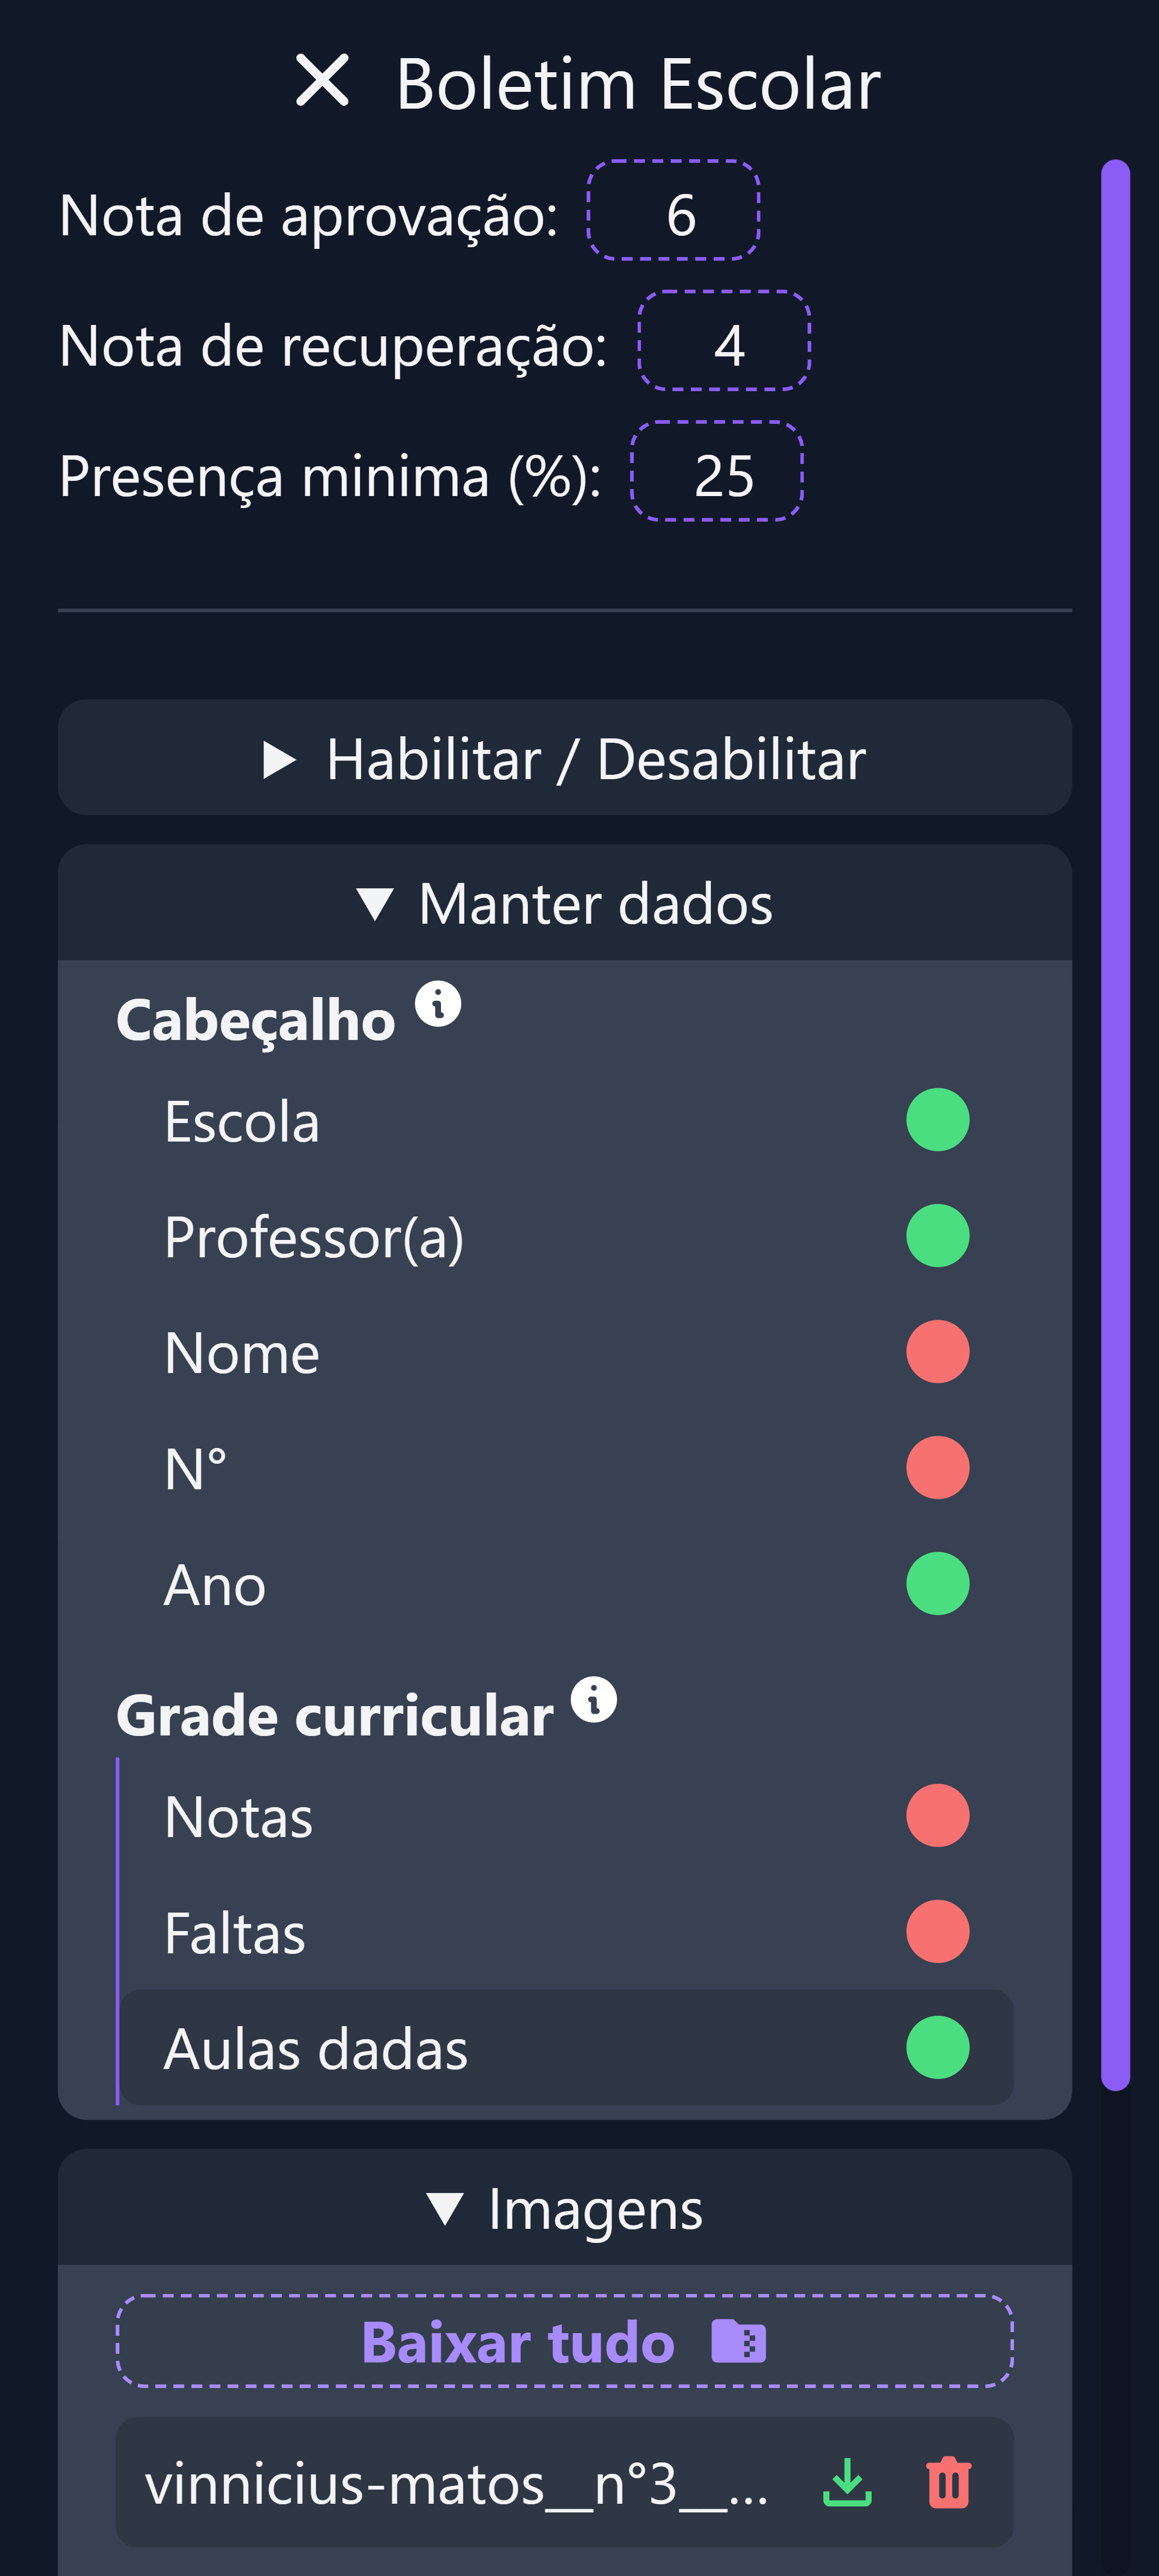 Boletim Escolar
Nota de aprovação: 6
Nota de recuperação: 4
Presença minima (%): 25
Habilitar / Desabilitar
Manter dados
Cabeçalho
Escola
Professor(a)
Nome
N°
Ano
Grade curricular
Notas
Faltas
Aulas dadas
Imagens
Baixar tudo
vinnicius-matos__n°3__...